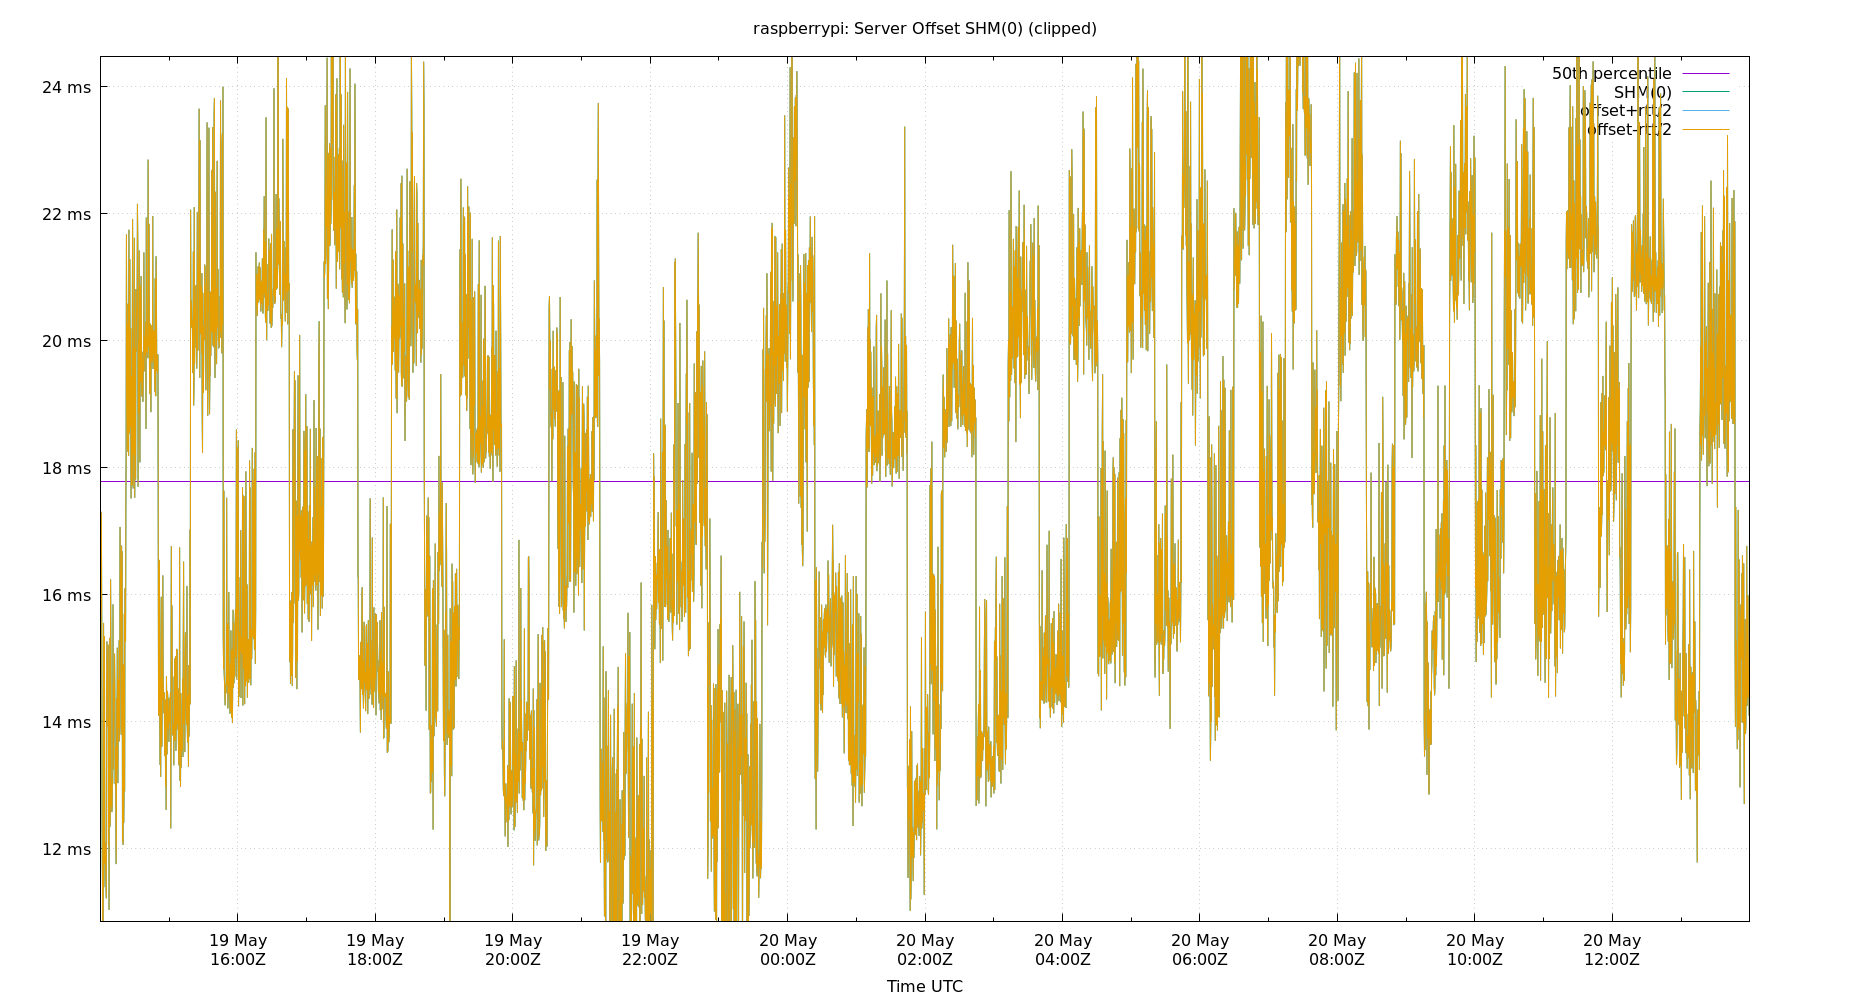 raspberrypi: Server Offset SHM(0) (clipped)
50th percentile
SHM(0)
offset+rtt/2
offset-rtt/2
24 ms
22 ms
20 ms
18 ms
16 ms
14 ms
12 ms
19 May 19 May 19 May 19 May 20 May 20 May 20 May 20 May 20 May 20 May 20 May
16:00Z 18:00Z 20:00Z 22:00Z 00:00Z 02:00Z 04:00Z 06:00Z 08:00Z 10:00Z 12:00Z
Time UTC